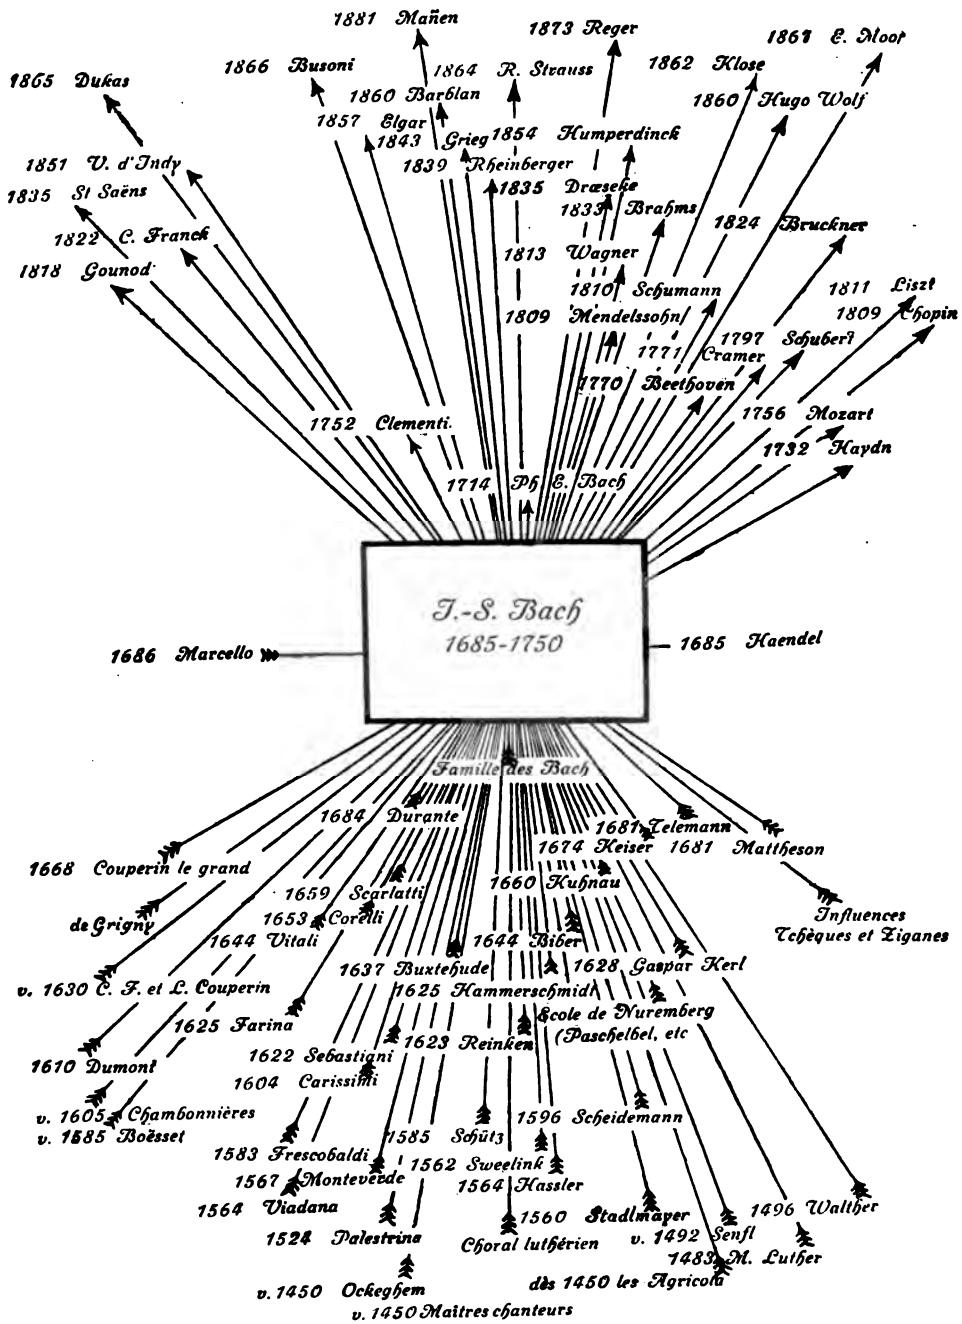 1881 Mañen
1873 Reger
1861 E. Moór
1866 Busoni
1864 R. Strauss
1862 Klose
1865 Dukas
1860 Barblan
1860 Hugo Wolf
1857 Elgar
1843 Grieg
1854 Humperdinck
1851 V. d'Indy
1839 Rheinberger
1835 St Saëns
1835 Dræseke
1833 Brahms
1824 Bruckner
1822 C. Franck
1813 Wagner
1818 Gounod
1810 Schumann
1811 Liszt
1809 Mendelssohn
1809 Chopin
1797 Schubert
1771 Cramer
1770 Beethoven
1752 Clementi.
1756 Mozart
1732 Haydn
1714 Ph E. Bach
J.-S. Bach
1685-1750
1686 Marcello
1685 Haendel
Famille des Bach
1684 Durante
1681 Telemann
1674 Keiser
1681 Mattheson
1668 Couperin le grand
1660 Kuhnau
1659 Scarlatti
de Grigny
1653 Corelli
Influences
Tchèques et Ziganes
1644 Vitali
1644 Biber
1637 Buxtehude
1628 Gaspar Kerl
v. 1630 C. F. et L. Couperin
1625 Hammerschmidt
1625 Farina
Ecole de Nuremberg
(Paschelbel, etc
1623 Reinken
1622 Sebastiani
1610 Dumont
1604 Carissimi
v. 1605 Chambonnières
1596 Scheidemann
v. 1585 Boësset
1585 Schütz
1583 Frescobaldi
1562 Sweelink
1567 Monteverde
1564 Hassler
1564 Viadana
1560 Stadlmayer
1496 Walther
1524 Palestrina
Choral luthérien
v. 1492 Senfl
1483 M. Luther
dès 1450 les Agricola
v. 1450 Ockeghem
v. 1450 Maîtres chanteurs